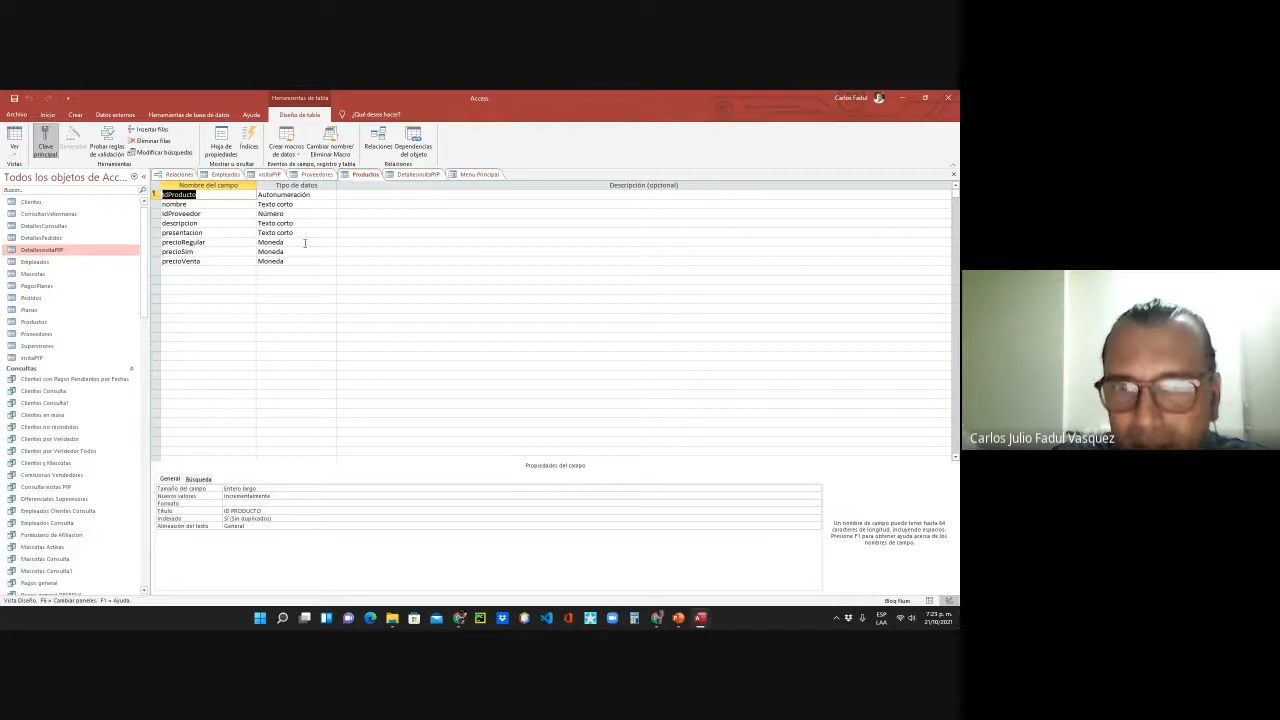 Herramientas de tabla
Access
Carlos Fadul
Archivo Inicio Crear Datos externos Herramientas de base de datos Ayuda Diseño de tabla ¿Qué desea hacer?
Ver
Clave principal
Generador
Probar reglas de validación
Insertar filas
Eliminar filas
Modificar búsquedas
Hoja de propiedades
Índices
Crear macros de datos
Cambiar nombre/ Eliminar Macro
Relaciones
Dependencias del objeto
Vistas
Herramientas
Mostrar u ocultar
Eventos de campo, registro y tabla
Relaciones
Todos los objetos de Acc...
Buscar...
Clientes
ConsultasVeterinarias
DetallesConsultas
DetallesPedidos
DetallesvisitaPYP
Empleados
Mascotas
PagosPlanes
Pedidos
Planes
Productos
Proveedores
Supervisores
visitaPYP
Consultas
Clientes con Pagos Pendientes por Fechas
Clientes Consulta
Clientes Consulta1
Clientes en mora
Clientes no rescindidos
Clientes por Vendedor
Clientes por Vendedor Todos
Clientes y Mascotas
Comisiones Vendedores
Consulta visitas PYP
Diferenciales Supervisores
Empleados Clientes Consulta
Empleados Consulta
Formulario de Afiliacion
Mascotas Activas
Mascotas Consulta
Mascotas Consulta1
Pagos general
Relaciones Empleados visitaPYP Proveedores Productos DetallesvisitaPYP Menu Principal
Nombre del campo Tipo de datos Descripción (opcional)
IdProducto Autonumeración
nombre Texto corto
IdProveedor Número
descripcion Texto corto
presentacion Texto corto
precioRegular Moneda
precioSim Moneda
precioVenta Moneda
Propiedades del campo
General Búsqueda
Tamaño del campo Entero largo
Nuevos valores Incrementalmente
Formato
Título ID PRODUCTO
Indexado Sí (Sin duplicados)
Alineación del texto General
Un nombre de campo puede tener hasta 64
caracteres de longitud, incluyendo espacios.
Presione F1 para obtener ayuda acerca de los
nombres de campo.
Vista Diseño. F6 = Cambiar paneles. F1 = Ayuda.
Bloq Num
ESP
LAA
7:23 p. m.
21/10/2021
Carlos Julio Fadul Vasquez